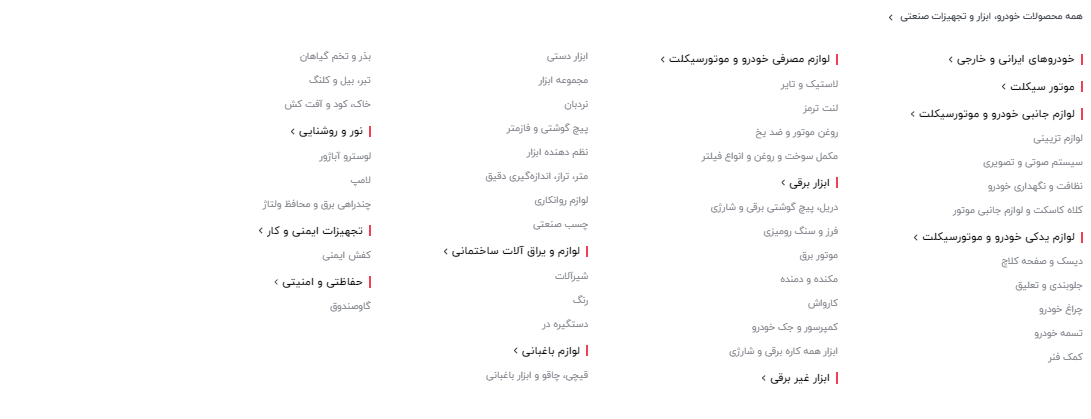 همه محصولات خودرو، ابزار و تجهیزات صنعتی
خودروهای ایرانی و خارجی
موتور سیکلت
لوازم جانبی خودرو و موتورسیکلت
لوازم تزیینی
سیستم صوتی و تصویری
نظافت و نگهداری خودرو
کلاه کاسکت و لوازم جانبی موتور
لوازم یدکی خودرو و موتورسیکلت
دیسک و صفحه کلاچ
جلوبندی و تعلیق
چراغ خودرو
تسمه خودرو
کمک فنر
لوازم مصرفی خودرو و موتورسیکلت
لاستیک و تایر
لنت ترمز
روغن موتور و ضد یخ
مکمل سوخت و روغن و انواع فیلتر
ابزار برقی
دریل، پیچ گوشتی برقی و شارژی
فرز و سنگ رومیزی
موتور برق
مکنده و دمنده
کارواش
کمپرسور و جک خودرو
ابزار همه کاره برقی و شارژی
ابزار غیر برقی
ابزار دستی
مجموعه ابزار
نردبان
پیچ گوشتی و فازمتر
نظم دهنده ابزار
متر، تراز، اندازه‌گیری دقیق
لوازم روانکاری
چسب صنعتی
لوازم و یراق آلات ساختمانی
شیرآلات
رنگ
دستگیره در
لوازم باغبانی
قیچی، چاقو و ابزار باغبانی
بذر و تخم گیاهان
تبر، بیل و کلنگ
خاک، کود و آفت کش
نور و روشنایی
لوسترو آباژور
لامپ
چندراهی برق و محافظ ولتاژ
تجهیزات ایمنی و کار
کفش ایمنی
حفاظتی و امنیتی
گاوصندوق